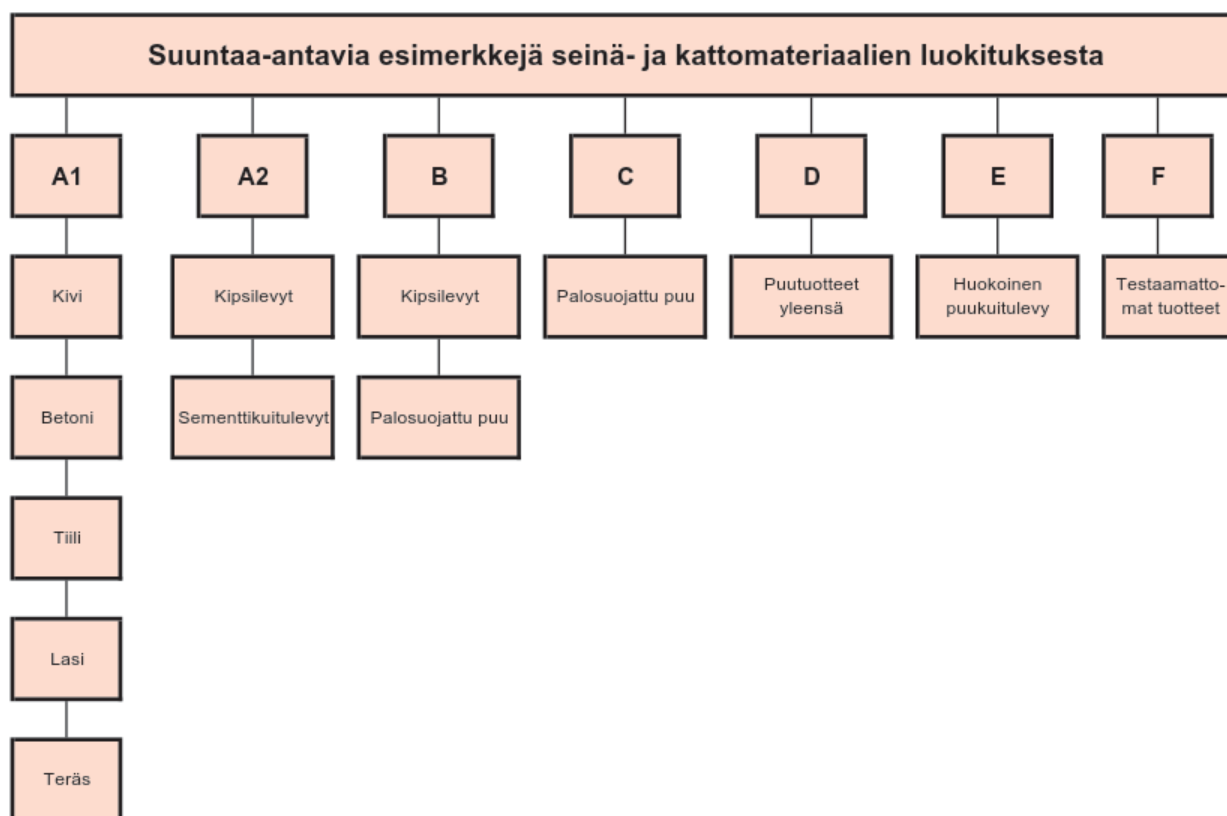 Suuntaa-antavia esimerkkejä seinä- ja kattomateriaalien luokituksesta
A1
A2
B
C
D
E
F
Kivi
Kipsilevyt
Kipsilevyt
Palosuojattu puu
Puutuotteet
yleensä
Huokoinen
puukuitulevy
Testaamatto-
mat tuotteet
Betoni
Sementtikuitulevyt
Palosuojattu puu
Tiili
Lasi
Teräs